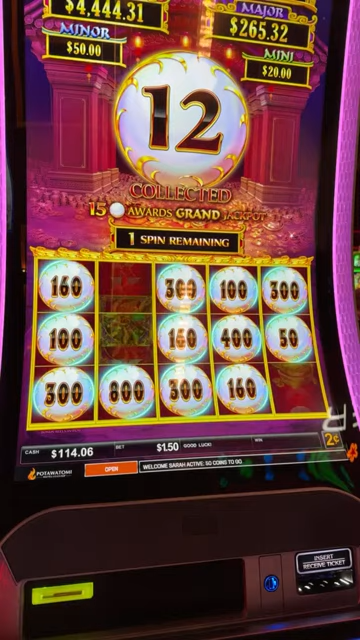 $4,444.31
MAJOR
$265.32
MINOR
$50.00
MINI
$20.00
12
COLLECTED
15 AWARDS GRAND JACKPOT
1 SPIN REMAINING
160 300 100 300
100 160 400 50
300 800 300 160
CASH $114.06 BET $1.50 GOOD LUCK! WIN 2¢
POTAWATOMI OPEN WELCOME SARAH ACTIVE: 50 COINS TO GO.
INSERT
RECEIVE TICKET